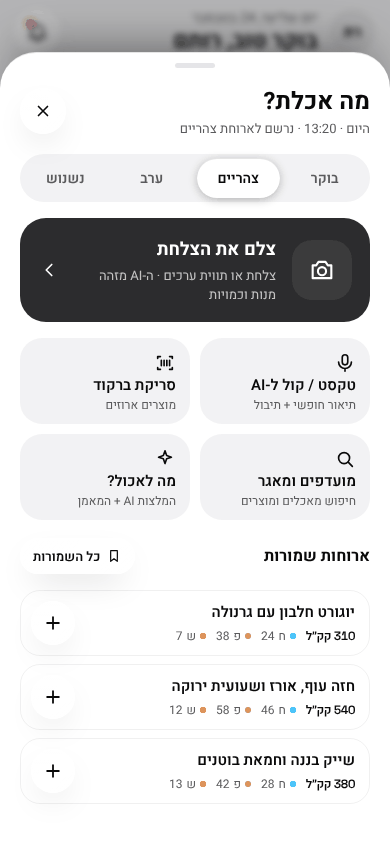 בוקר טוב, רותם
מה אכלת?
היום · 13:20 · נרשם לארוחת צהריים
בוקר
צהריים
ערב
נשנוש
צלם את הצלחת
צלחת או תווית ערכים · ה-AI מזהה
מנות וכמויות
טקסט / קול ל-AI
תיאור חופשי + תיבול
סריקת ברקוד
מוצרים ארוזים
מועדפים ומאגר
חיפוש מאכלים ומוצרים
מה לאכול?
המלצות AI + המאמן
ארוחות שמורות
כל השמורות
יוגורט חלבון עם גרנולה
310 קק"ל ח 24 פ 38 ש 7
חזה עוף, אורז ושעועית ירוקה
540 קק"ל ח 46 פ 58 ש 12
שייק בננה וחמאת בוטנים
380 קק"ל ח 28 פ 42 ש 13